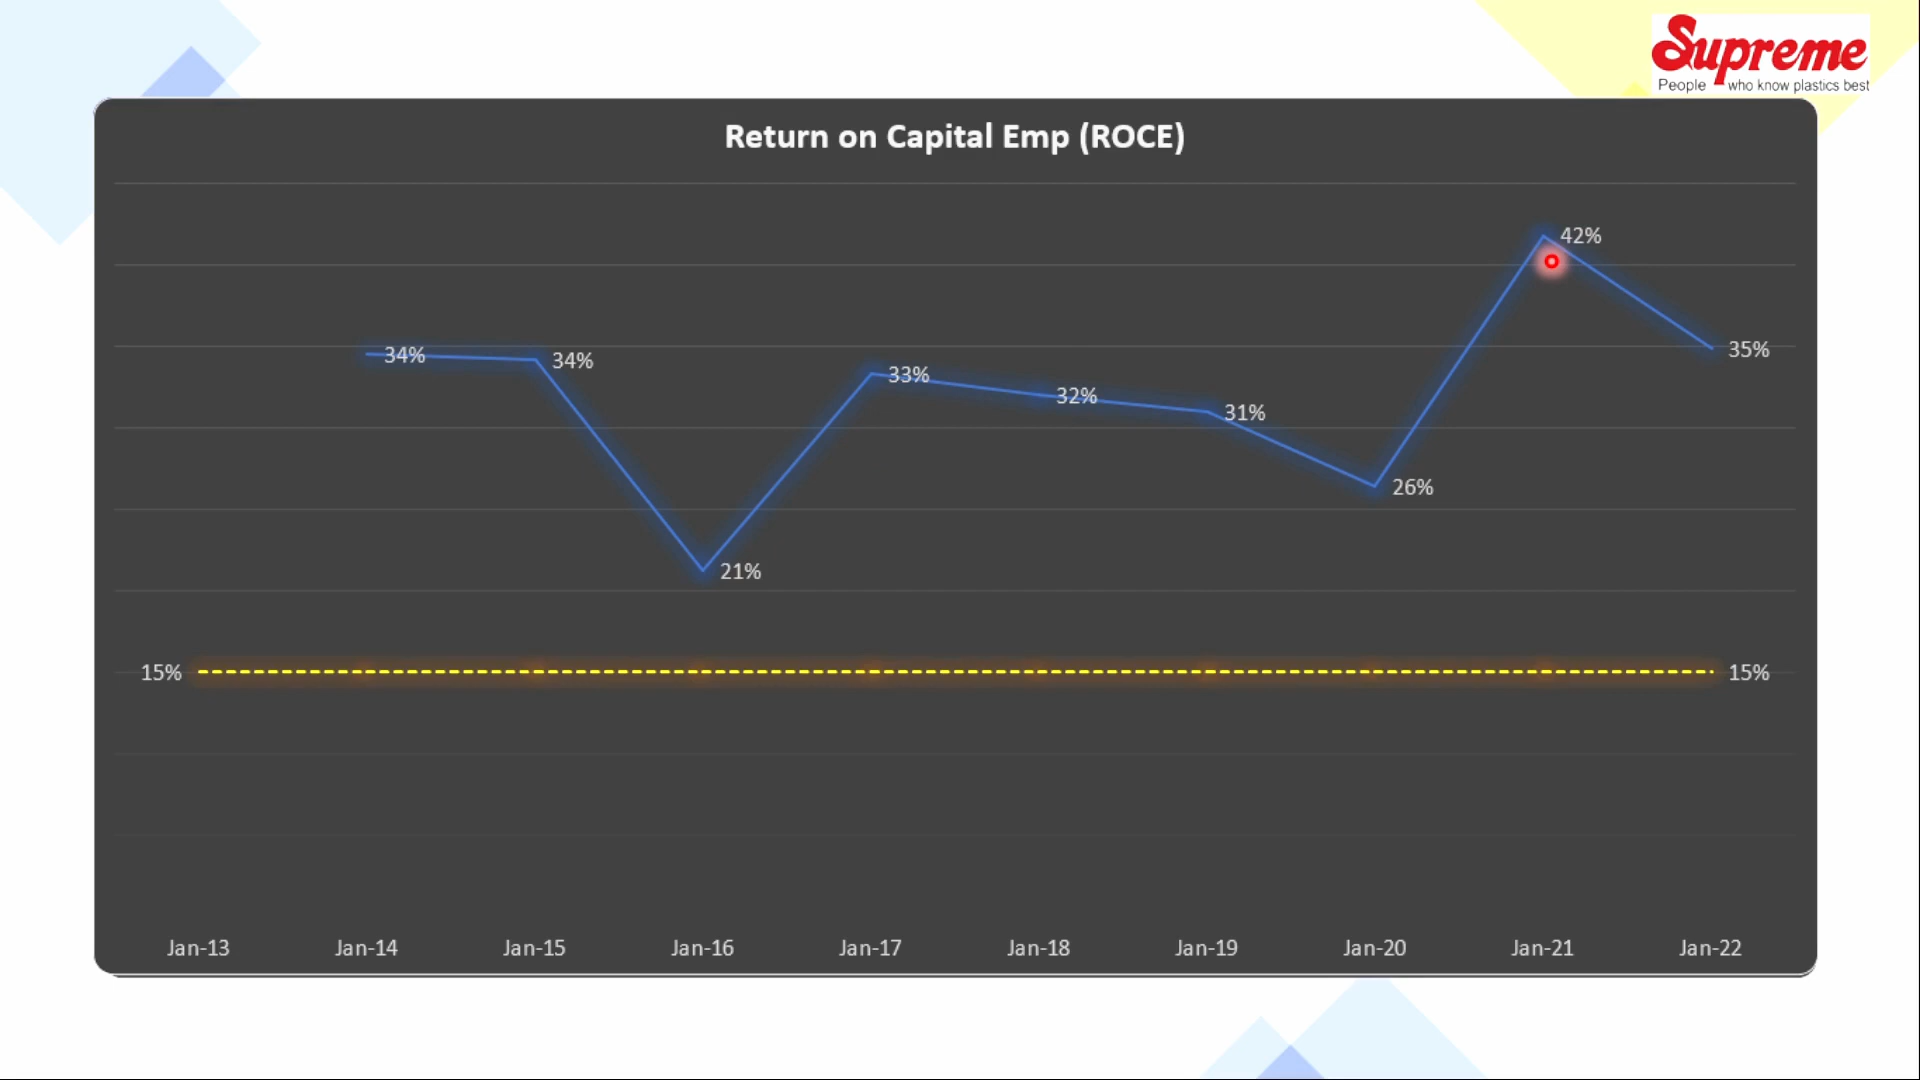 Supreme
People who know plastics best
Return on Capital Emp (ROCE)
42%
34%
34%
35%
33%
32%
31%
26%
21%
15%
15%
Jan-13
Jan-14
Jan-15
Jan-16
Jan-17
Jan-18
Jan-19
Jan-20
Jan-21
Jan-22